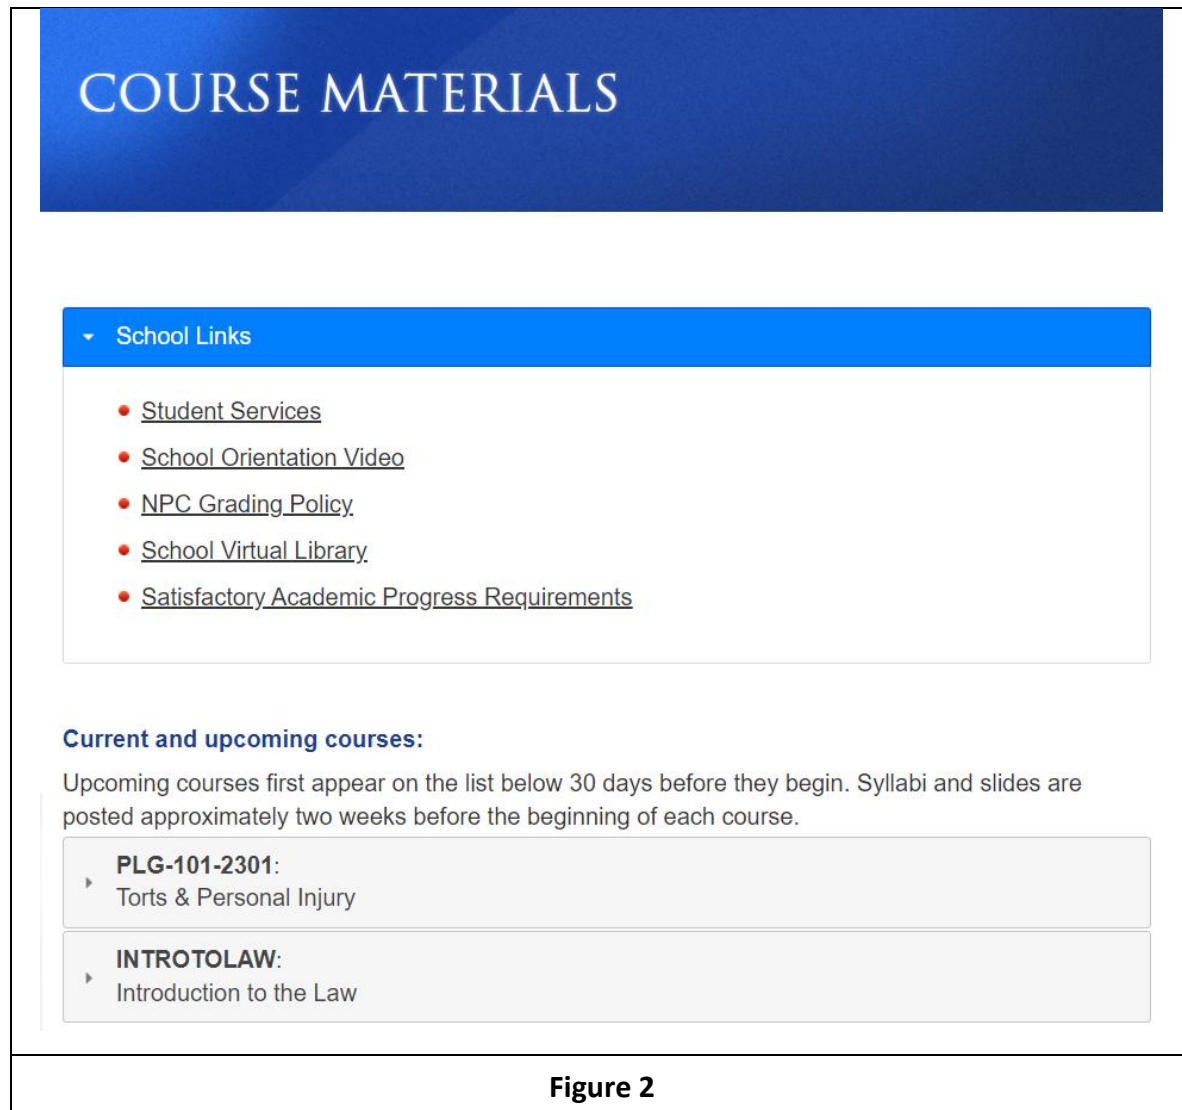 COURSE MATERIALS
School Links
Student Services
School Orientation Video
NPC Grading Policy
School Virtual Library
Satisfactory Academic Progress Requirements
Current and upcoming courses:
Upcoming courses first appear on the list below 30 days before they begin. Syllabi and slides are
posted approximately two weeks before the beginning of each course.
PLG-101-2301:
Torts & Personal Injury
INTROTOLAW:
Introduction to the Law
Figure 2